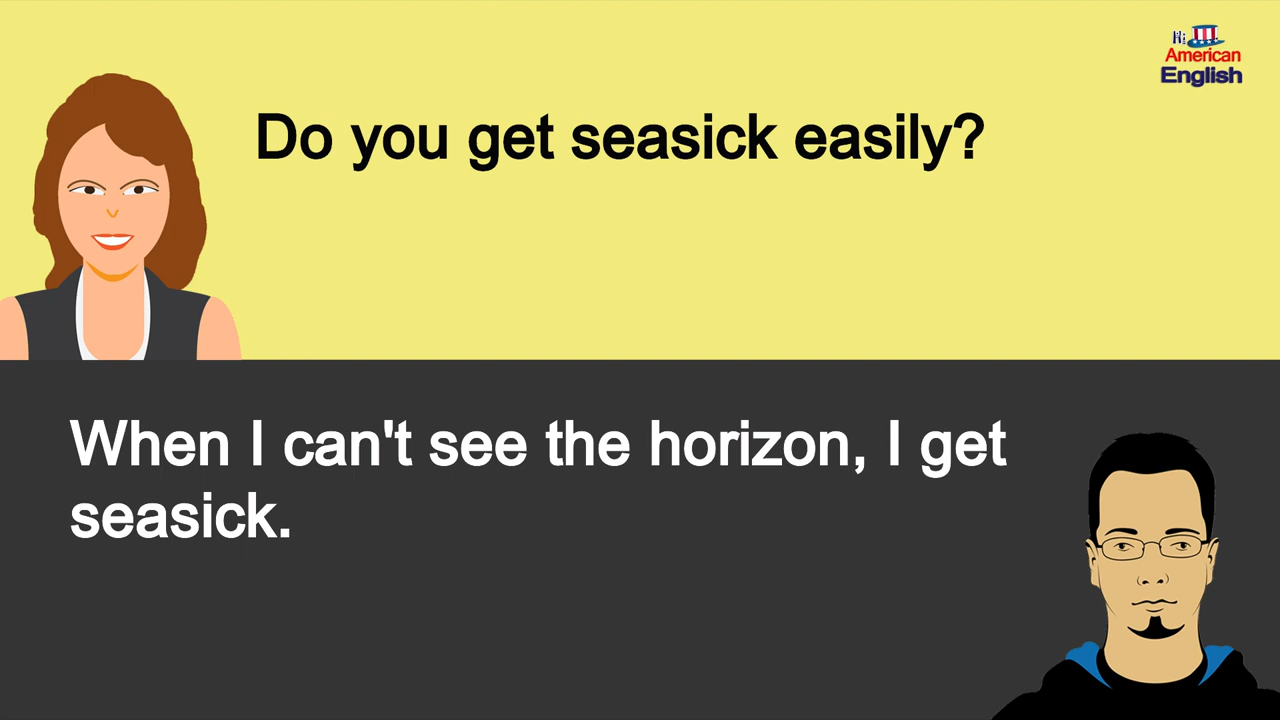 Hi
American
English
Do you get seasick easily?
When I can't see the horizon, I get
seasick.